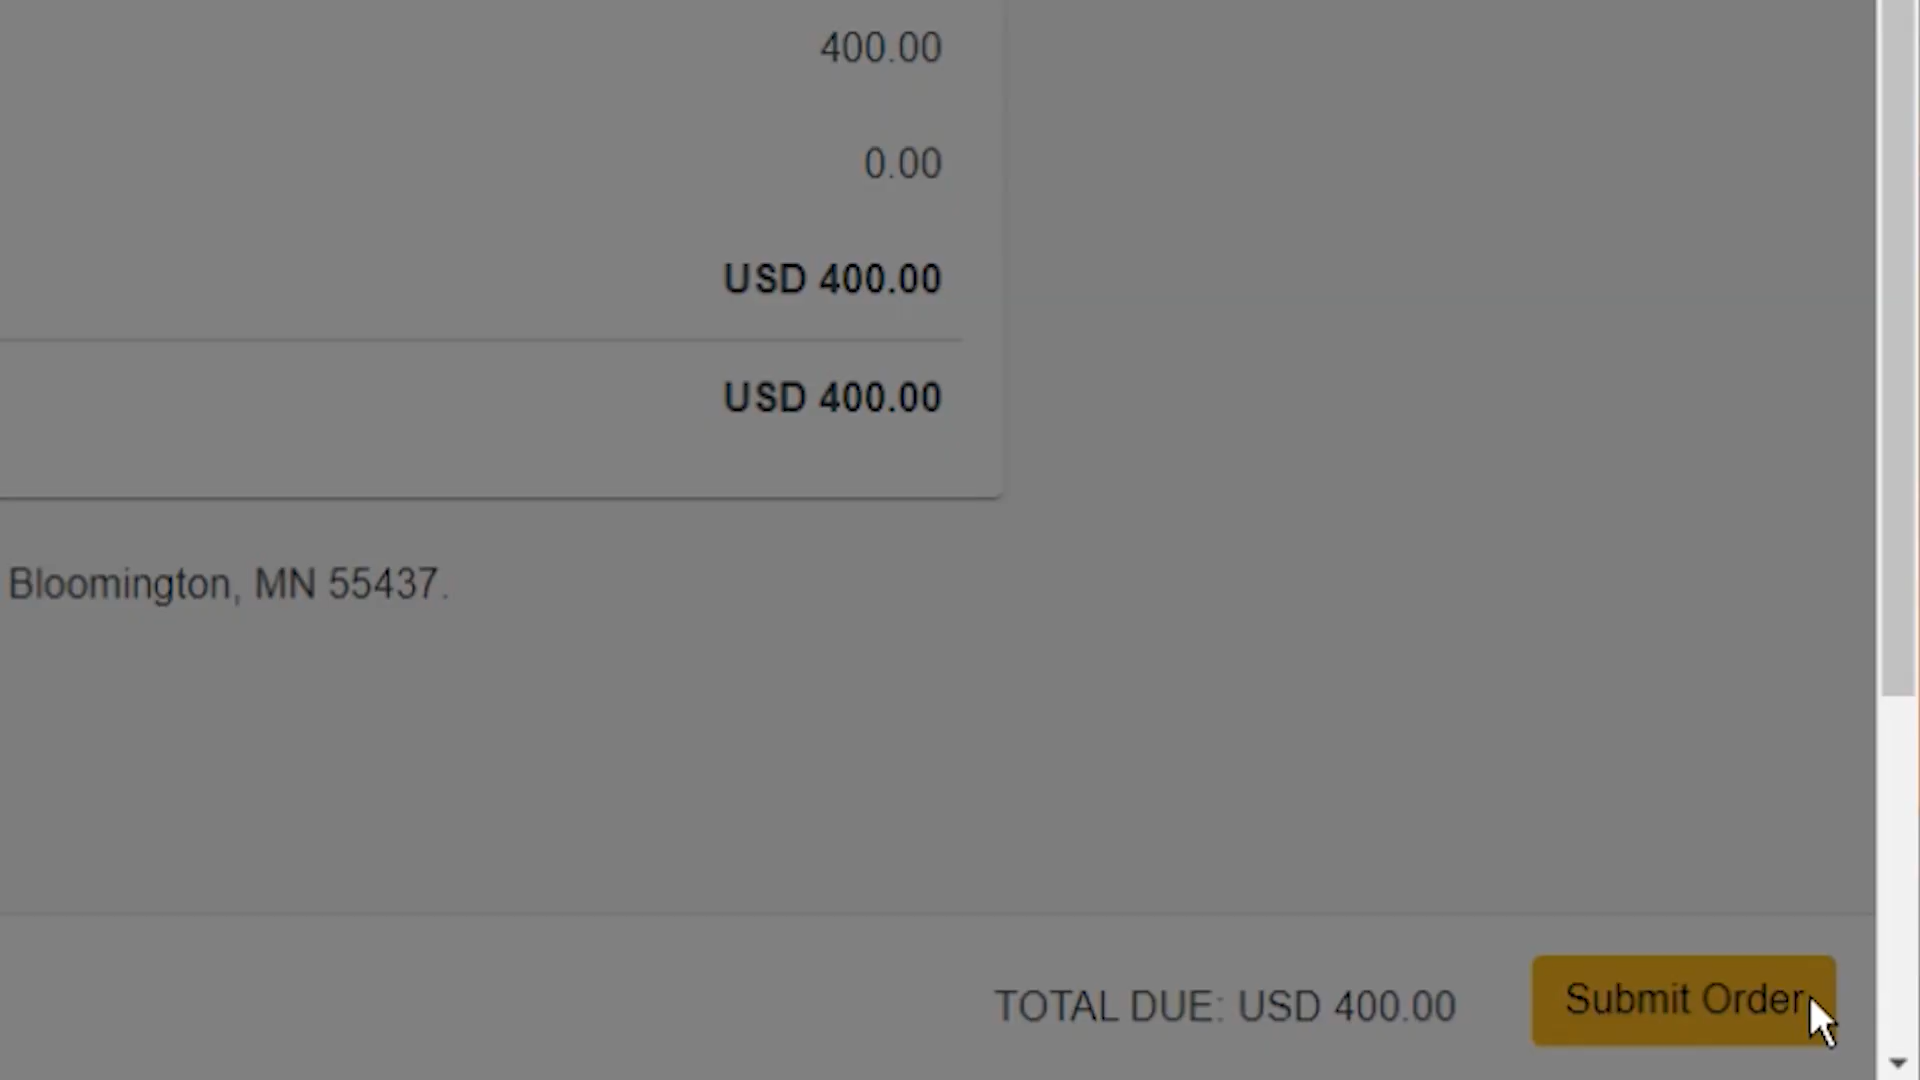 400.00
0.00
USD 400.00
USD 400.00
Bloomington, MN 55437.
TOTAL DUE: USD 400.00
Submit Order